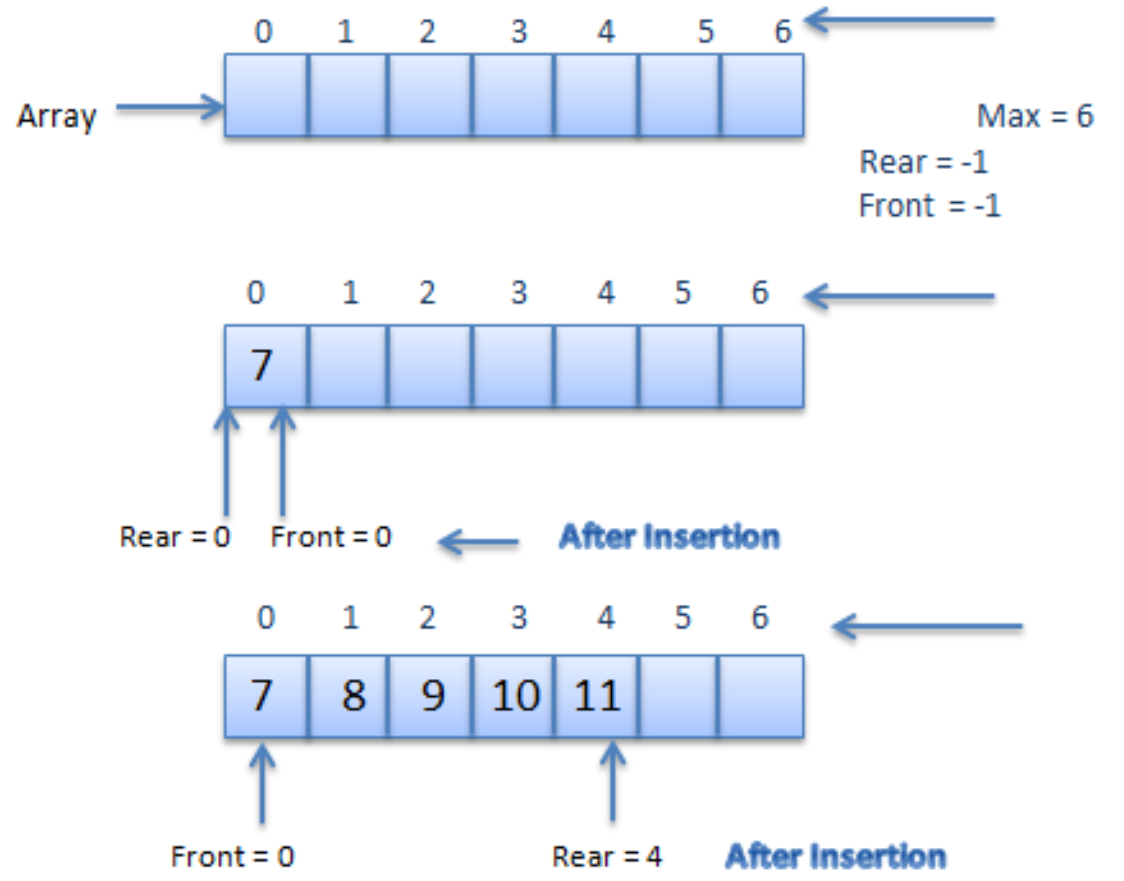 0 1 2 3 4 5 6
Array
Max = 6
Rear = -1
Front = -1
0 1 2 3 4 5 6
7
Rear = 0 Front = 0 After Insertion
0 1 2 3 4 5 6
7 8 9 10 11
Front = 0 Rear = 4 After Insertion